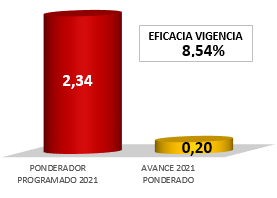 EFICACIA VIGENCIA
8,54%
2,34
0,20
PONDERADOR
PROGRAMADO 2021
AVANCE 2021
PONDERADO